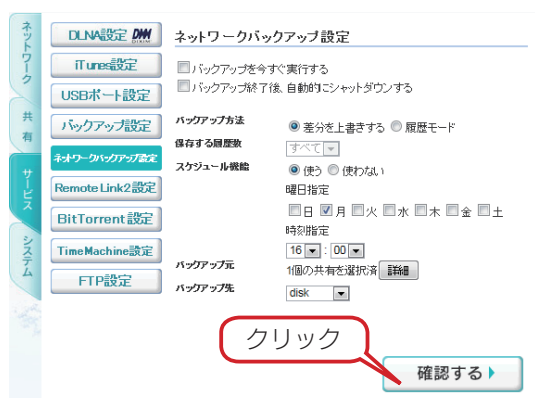 ネットワーク
共有
サービス
システム
DLNA設定
iTunes設定
USBポート設定
バックアップ設定
ネットワークバックアップ設定
Remote Link2設定
BitTorrent設定
TimeMachine設定
FTP設定
ネットワークバックアップ設定
バックアップを今すぐ実行する
バックアップ終了後、自動的にシャットダウンする
バックアップ方法 差分を上書きする 履歴モード
保存する履歴数 すべて
スケジュール機能 使う 使わない
曜日指定
日 月 火 水 木 金 土
時刻指定
16 : 00
バックアップ元 1個の共有を選択済 詳細
バックアップ先 disk
クリック
確認する